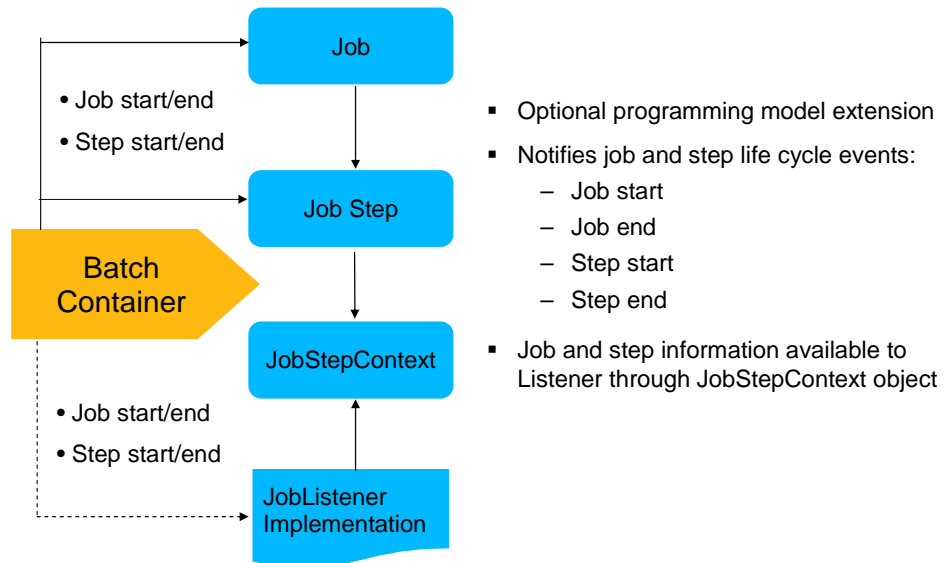 Job
• Job start/end
• Step start/end
Job Step
Batch
Container
JobStepContext
• Job start/end
• Step start/end
JobListener
Implementation
▪ Optional programming model extension
▪ Notifies job and step life cycle events:
– Job start
– Job end
– Step start
– Step end
▪ Job and step information available to
Listener through JobStepContext object